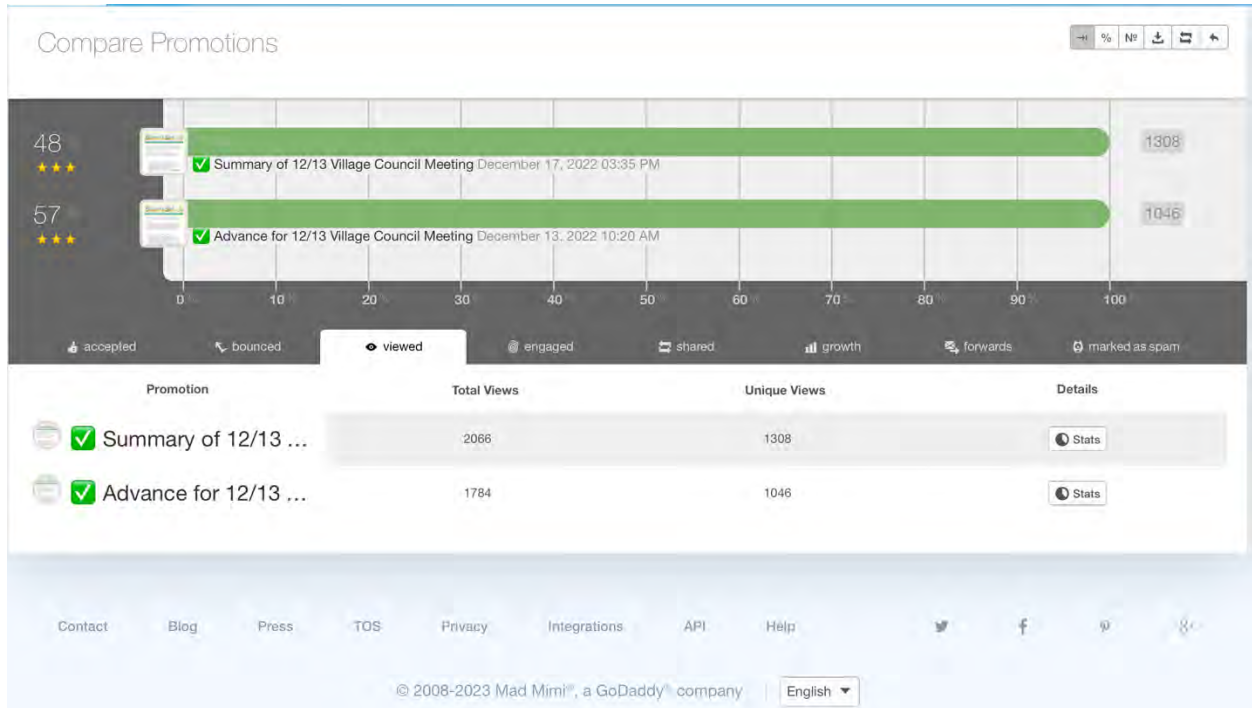 Compare Promotions
% Nº
48
1308
✅ Summary of 12/13 Village Council Meeting December 17, 2022 03:35 PM
57
1046
✅ Advance for 12/13 Village Council Meeting December 13, 2022 10:20 AM
0% 10% 20% 30% 40% 50% 60% 70% 80% 90% 100
accepted bounced viewed engaged shared growth forwards marked as spam
Promotion Total Views Unique Views Details
✅ Summary of 12/13 ... 2066 1308 Stats
✅ Advance for 12/13 ... 1784 1046 Stats
Contact Blog Press TOS Privacy Integrations API Help
© 2008-2023 Mad Mimi®, a GoDaddy® company English